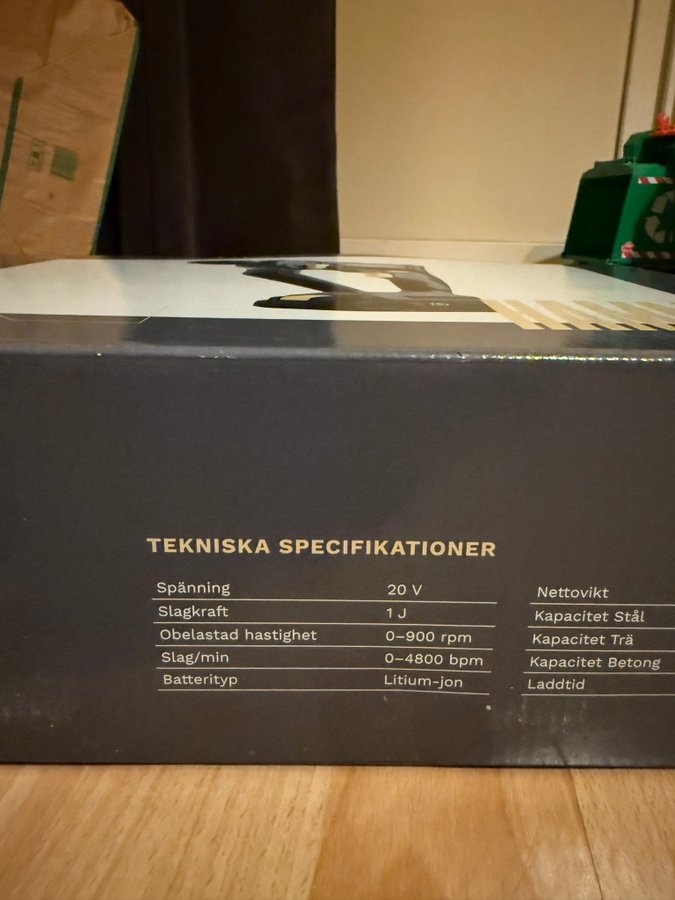 TEKNISKA SPECIFIKATIONER
Spänning 20 V
Slagkraft 1 J
Obelastad hastighet 0–900 rpm
Slag/min 0–4800 bpm
Batterityp Litium-jon
Nettovikt
Kapacitet Stål
Kapacitet Trä
Kapacitet Betong
Laddtid